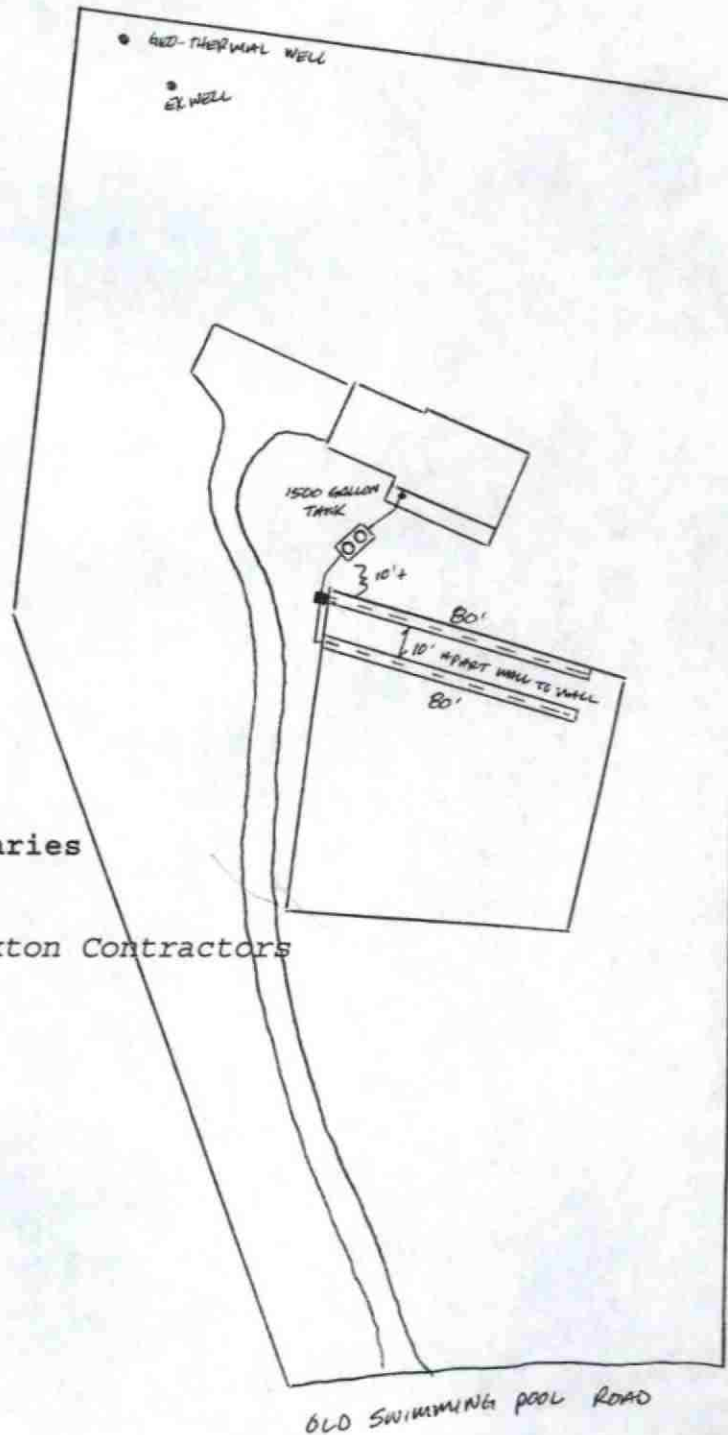 GEO-THERMAL WELL
EX WELL
1500 GALLON
TANK
10'+
80'
10' APART WALL TO WALL
80'
aries
xton Contractors
OLD SWIMMING POOL ROAD